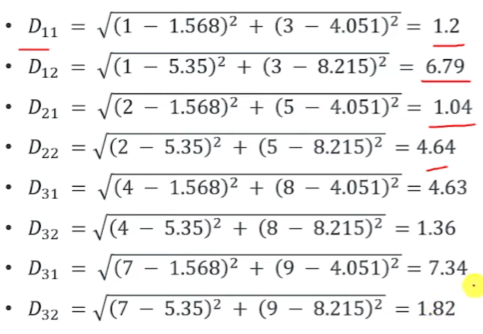 • D₁₁ = √(1 − 1.568)² + (3 − 4.051)² = 1.2
• D₁₂ = √(1 − 5.35)² + (3 − 8.215)² = 6.79
• D₂₁ = √(2 − 1.568)² + (5 − 4.051)² = 1.04
• D₂₂ = √(2 − 5.35)² + (5 − 8.215)² = 4.64
• D₃₁ = √(4 − 1.568)² + (8 − 4.051)² = 4.63
• D₃₂ = √(4 − 5.35)² + (8 − 8.215)² = 1.36
• D₃₁ = √(7 − 1.568)² + (9 − 4.051)² = 7.34
• D₃₂ = √(7 − 5.35)² + (9 − 8.215)² = 1.82